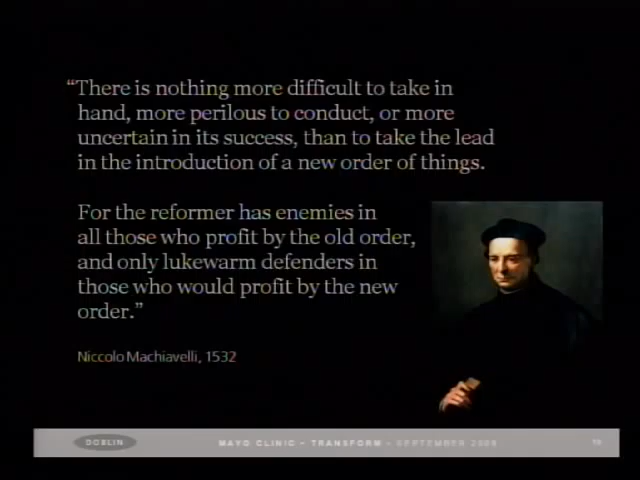 “There is nothing more difficult to take in
hand, more perilous to conduct, or more
uncertain in its success, than to take the lead
in the introduction of a new order of things.
For the reformer has enemies in
all those who profit by the old order,
and only lukewarm defenders in
those who would profit by the new
order.”
Niccolo Machiavelli, 1532
DOBLIN
MAYO CLINIC – TRANSFORM – SEPTEMBER